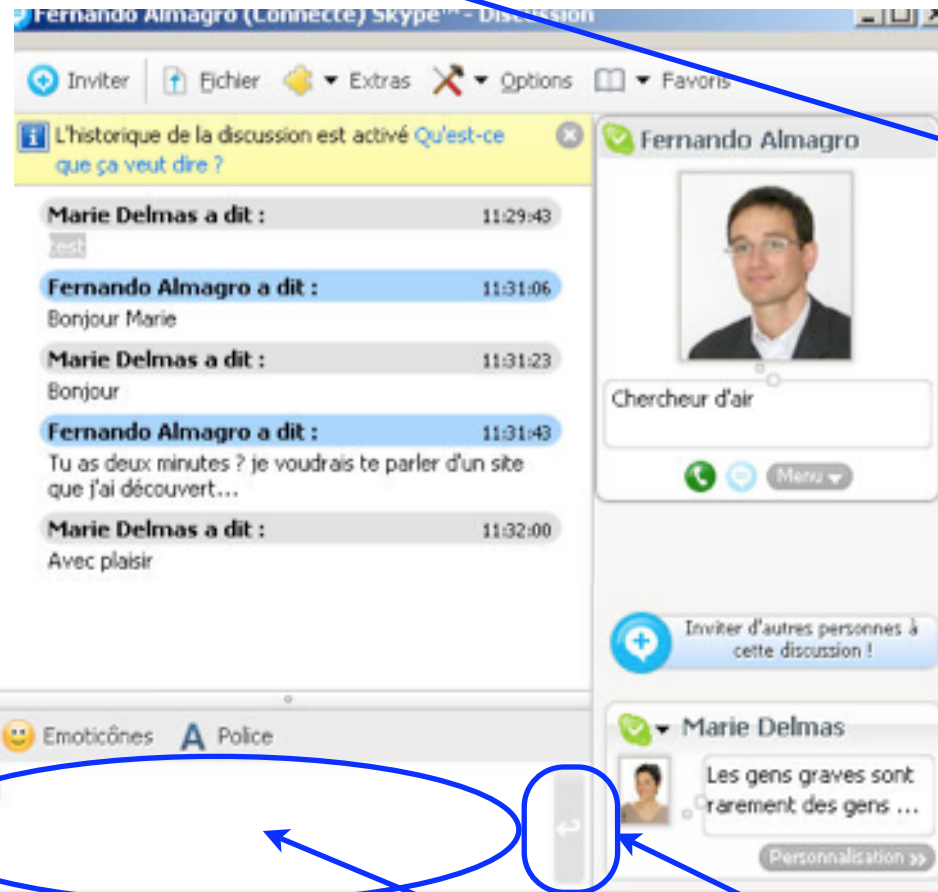 Fernando Almagro (Connecté) Skype™ - Discussion
Inviter Fichier Extras Options Favoris
L'historique de la discussion est activé Qu'est-ce
que ça veut dire ?
Marie Delmas a dit : 11:29:43
test
Fernando Almagro a dit : 11:31:06
Bonjour Marie
Marie Delmas a dit : 11:31:23
Bonjour
Fernando Almagro a dit : 11:31:43
Tu as deux minutes ? je voudrais te parler d'un site
que j'ai découvert...
Marie Delmas a dit : 11:32:00
Avec plaisir
Emoticônes A Police
Fernando Almagro
Chercheur d'air
Menu
Inviter d'autres personnes à
cette discussion !
Marie Delmas
Les gens graves sont
rarement des gens ...
Personnalisation >>